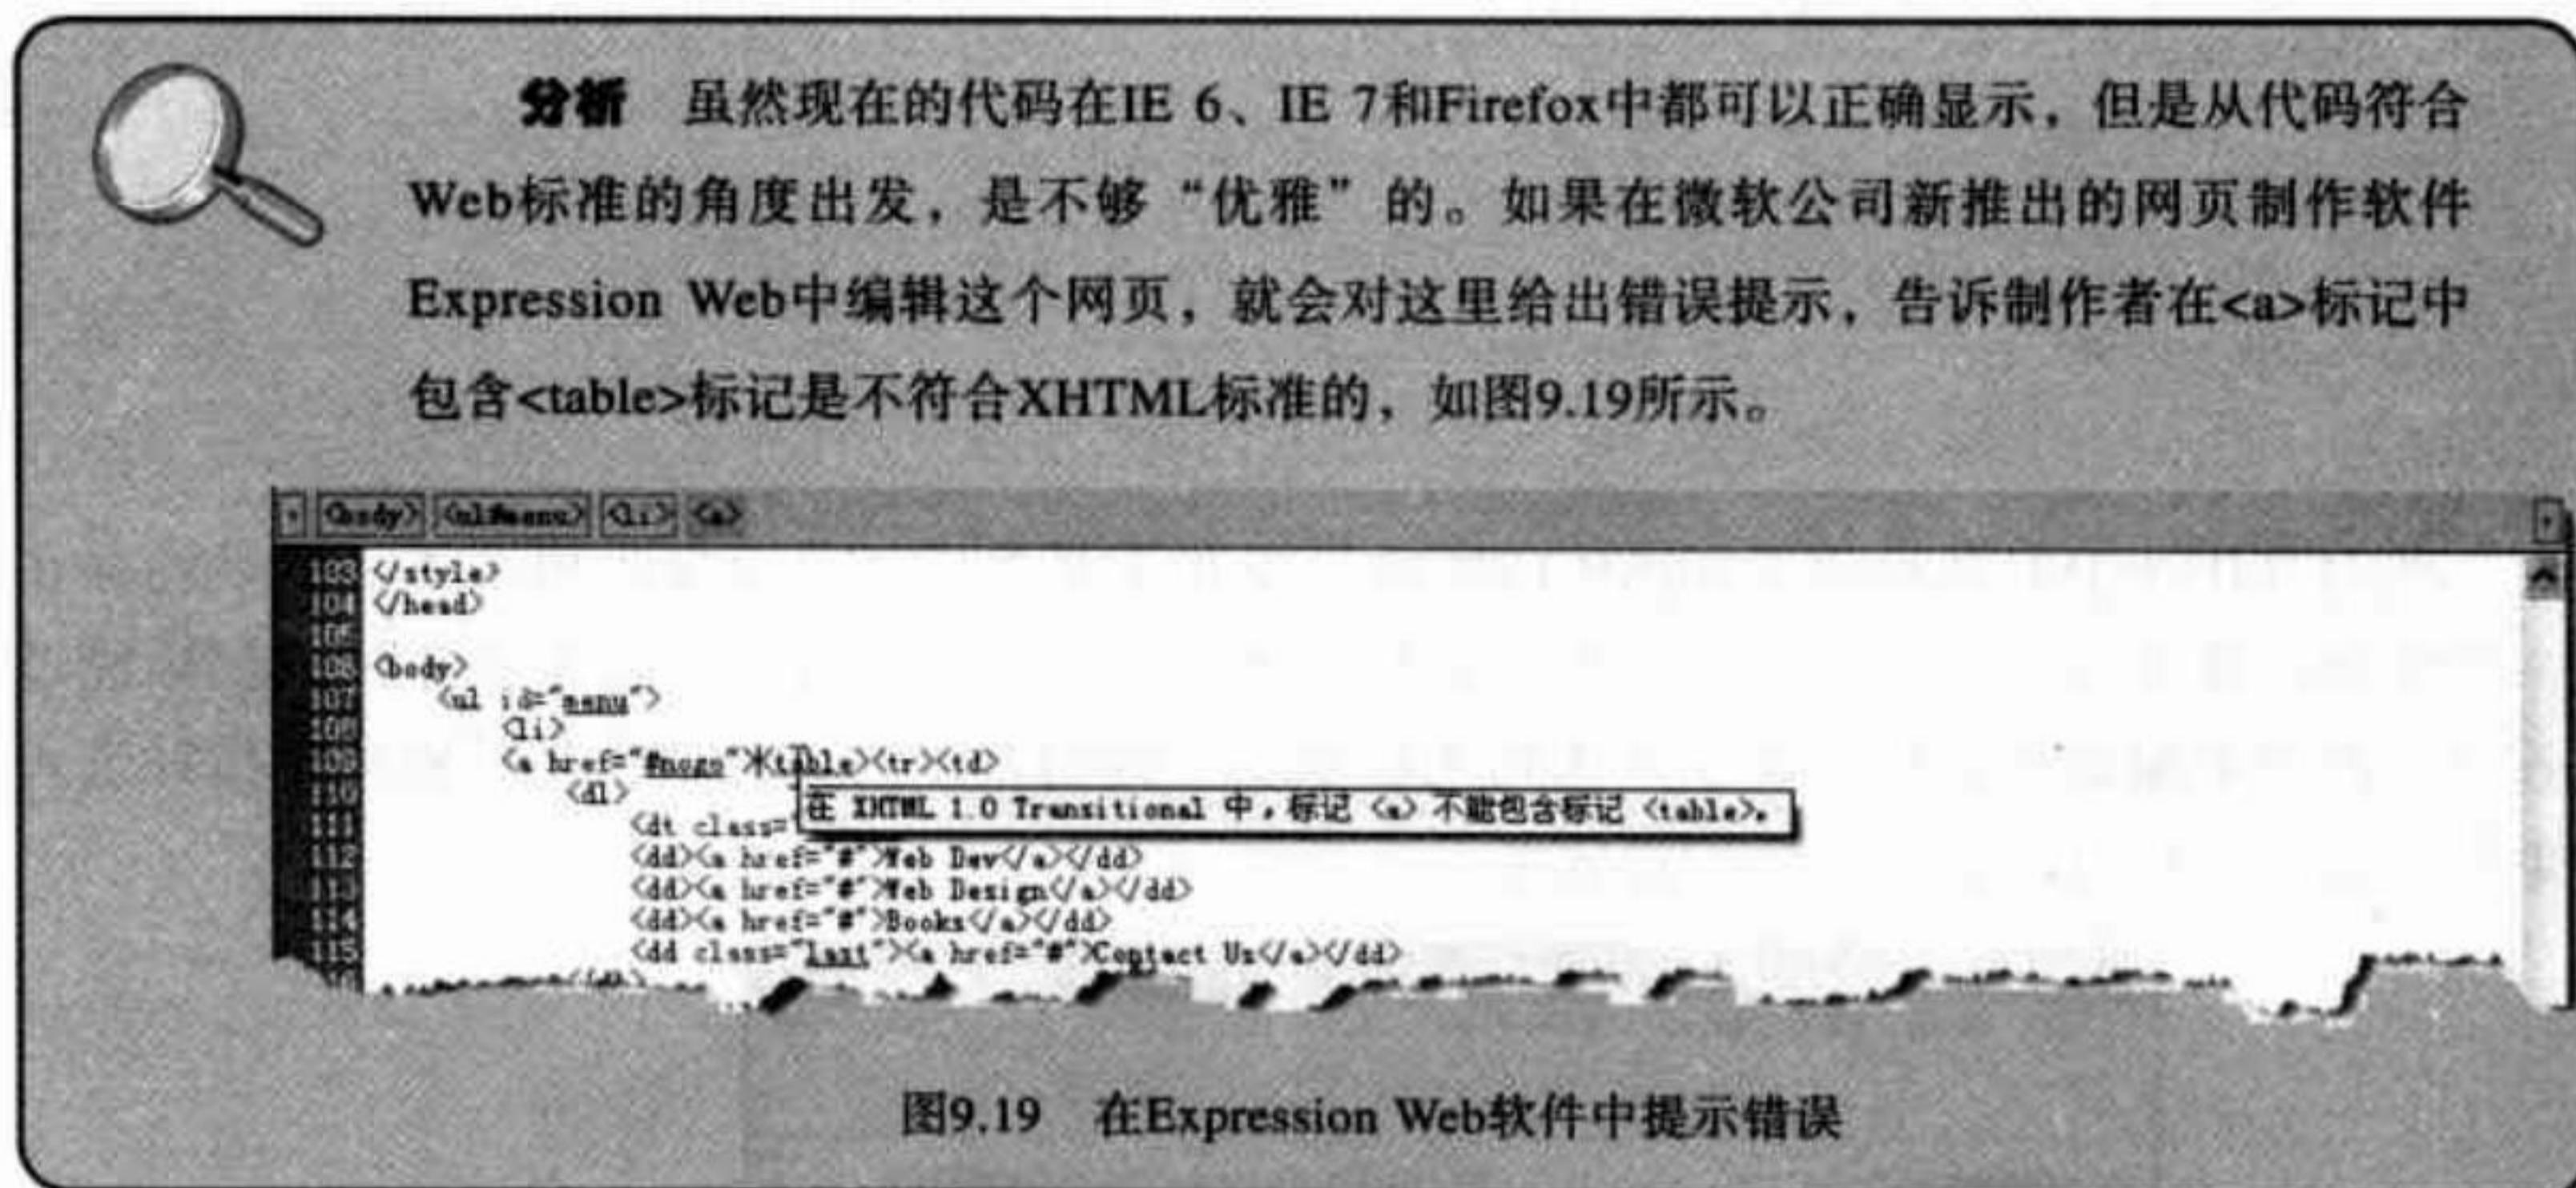 分析 虽然现在的代码在IE 6、IE 7和Firefox中都可以正确显示，但是从代码符合
Web标准的角度出发，是不够“优雅”的。如果在微软公司新推出的网页制作软件
Expression Web中编辑这个网页，就会对这里给出错误提示，告诉制作者在<a>标记中
包含<table>标记是不符合XHTML标准的，如图9.19所示。
<body> <ul#menu> <li> <a>
103 </style>
104 </head>
105
106 <body>
107 <ul id="menu">
108 <li>
109 <a href="#nogo"><table><tr><td>
110 <dl>
在 XHTML 1.0 Transitional 中，标记 <a> 不能包含标记 <table>。
111 <dt class="
112 <dd><a href="#">Web Dev</a></dd>
113 <dd><a href="#">Web Design</a></dd>
114 <dd><a href="#">Books</a></dd>
115 <dd class="last"><a href="#">Contact Us</a></dd>
图9.19 在Expression Web软件中提示错误